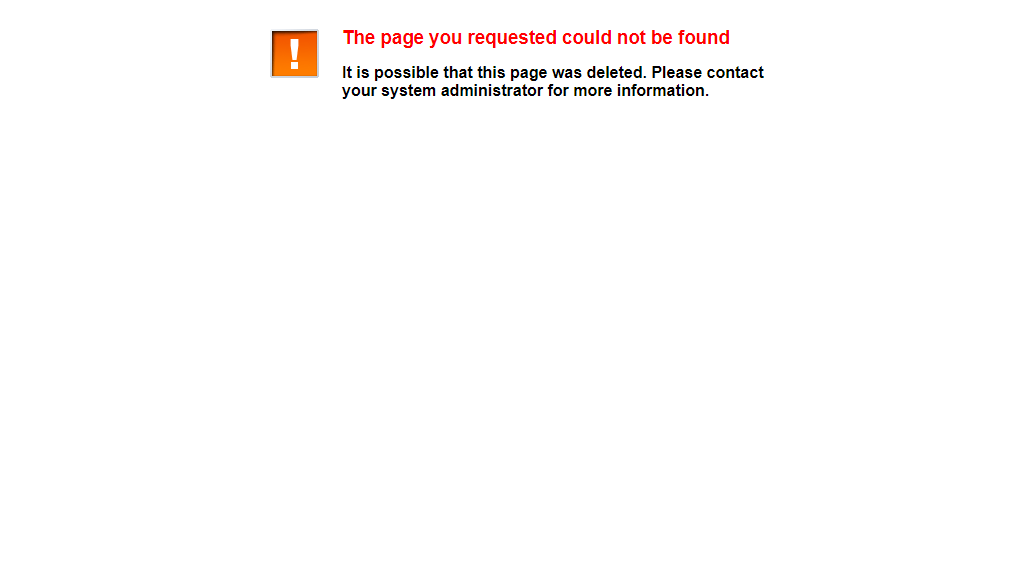 The page you requested could not be found
It is possible that this page was deleted. Please contact
your system administrator for more information.